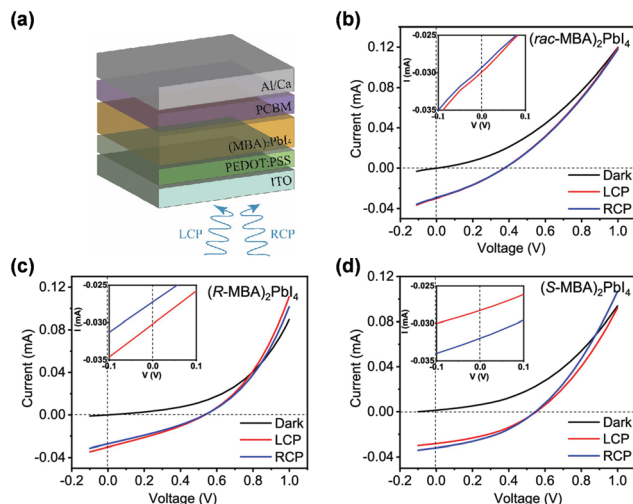 (a)
Al/Ca
PCBM
(MBA)₂PbI₄
PEDOT:PSS
ITO
LCP
RCP
(b)
(rac-MBA)₂PbI₄
Current (mA)
0.12
0.08
0.04
0.00
-0.04
0.0 0.2 0.4 0.6 0.8 1.0
Voltage (V)
Dark
LCP
RCP
I (mA)
-0.025
-0.030
-0.035
-0.1 0.0 0.1
V (V)
(c)
(R-MBA)₂PbI₄
Current (mA)
0.12
0.08
0.04
0.00
-0.04
0.0 0.2 0.4 0.6 0.8 1.0
Voltage (V)
Dark
LCP
RCP
I (mA)
-0.025
-0.030
-0.035
-0.1 0.0 0.1
V (V)
(d)
(S-MBA)₂PbI₄
Current (mA)
0.12
0.08
0.04
0.00
-0.04
0.0 0.2 0.4 0.6 0.8 1.0
Voltage (V)
Dark
LCP
RCP
I (mA)
-0.025
-0.030
-0.035
-0.1 0.0 0.1
V (V)